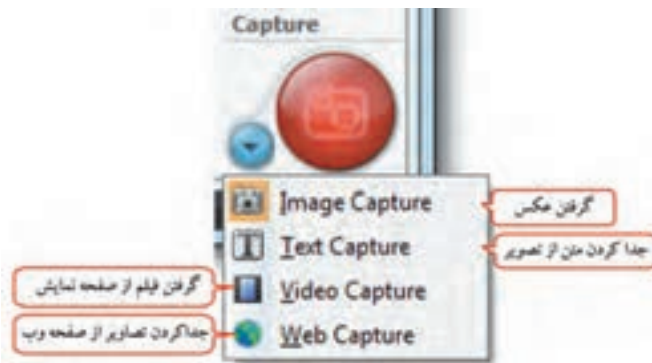 Capture
Image Capture
گرفتن عکس
Text Capture
جدا کردن متن از تصویر
Video Capture
گرفتن فیلم از صفحه نمایش
Web Capture
جداکردن تصاویر از صفحه وب